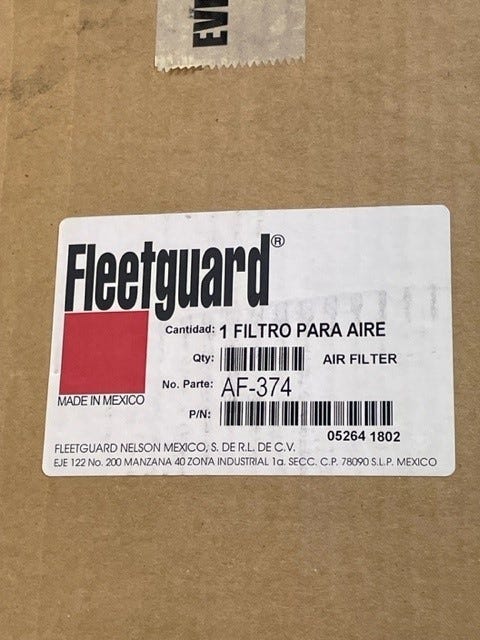 EVI
Fleetguard®
Cantidad: 1 FILTRO PARA AIRE
Qty: AIR FILTER
No. Parte: AF-374
MADE IN MEXICO
P/N:
05264 1802
FLEETGUARD NELSON MEXICO, S. DE R.L. DE C.V.
EJE 122 No. 200 MANZANA 40 ZONA INDUSTRIAL 1a. SECC. C.P. 78090 S.L.P. MEXICO